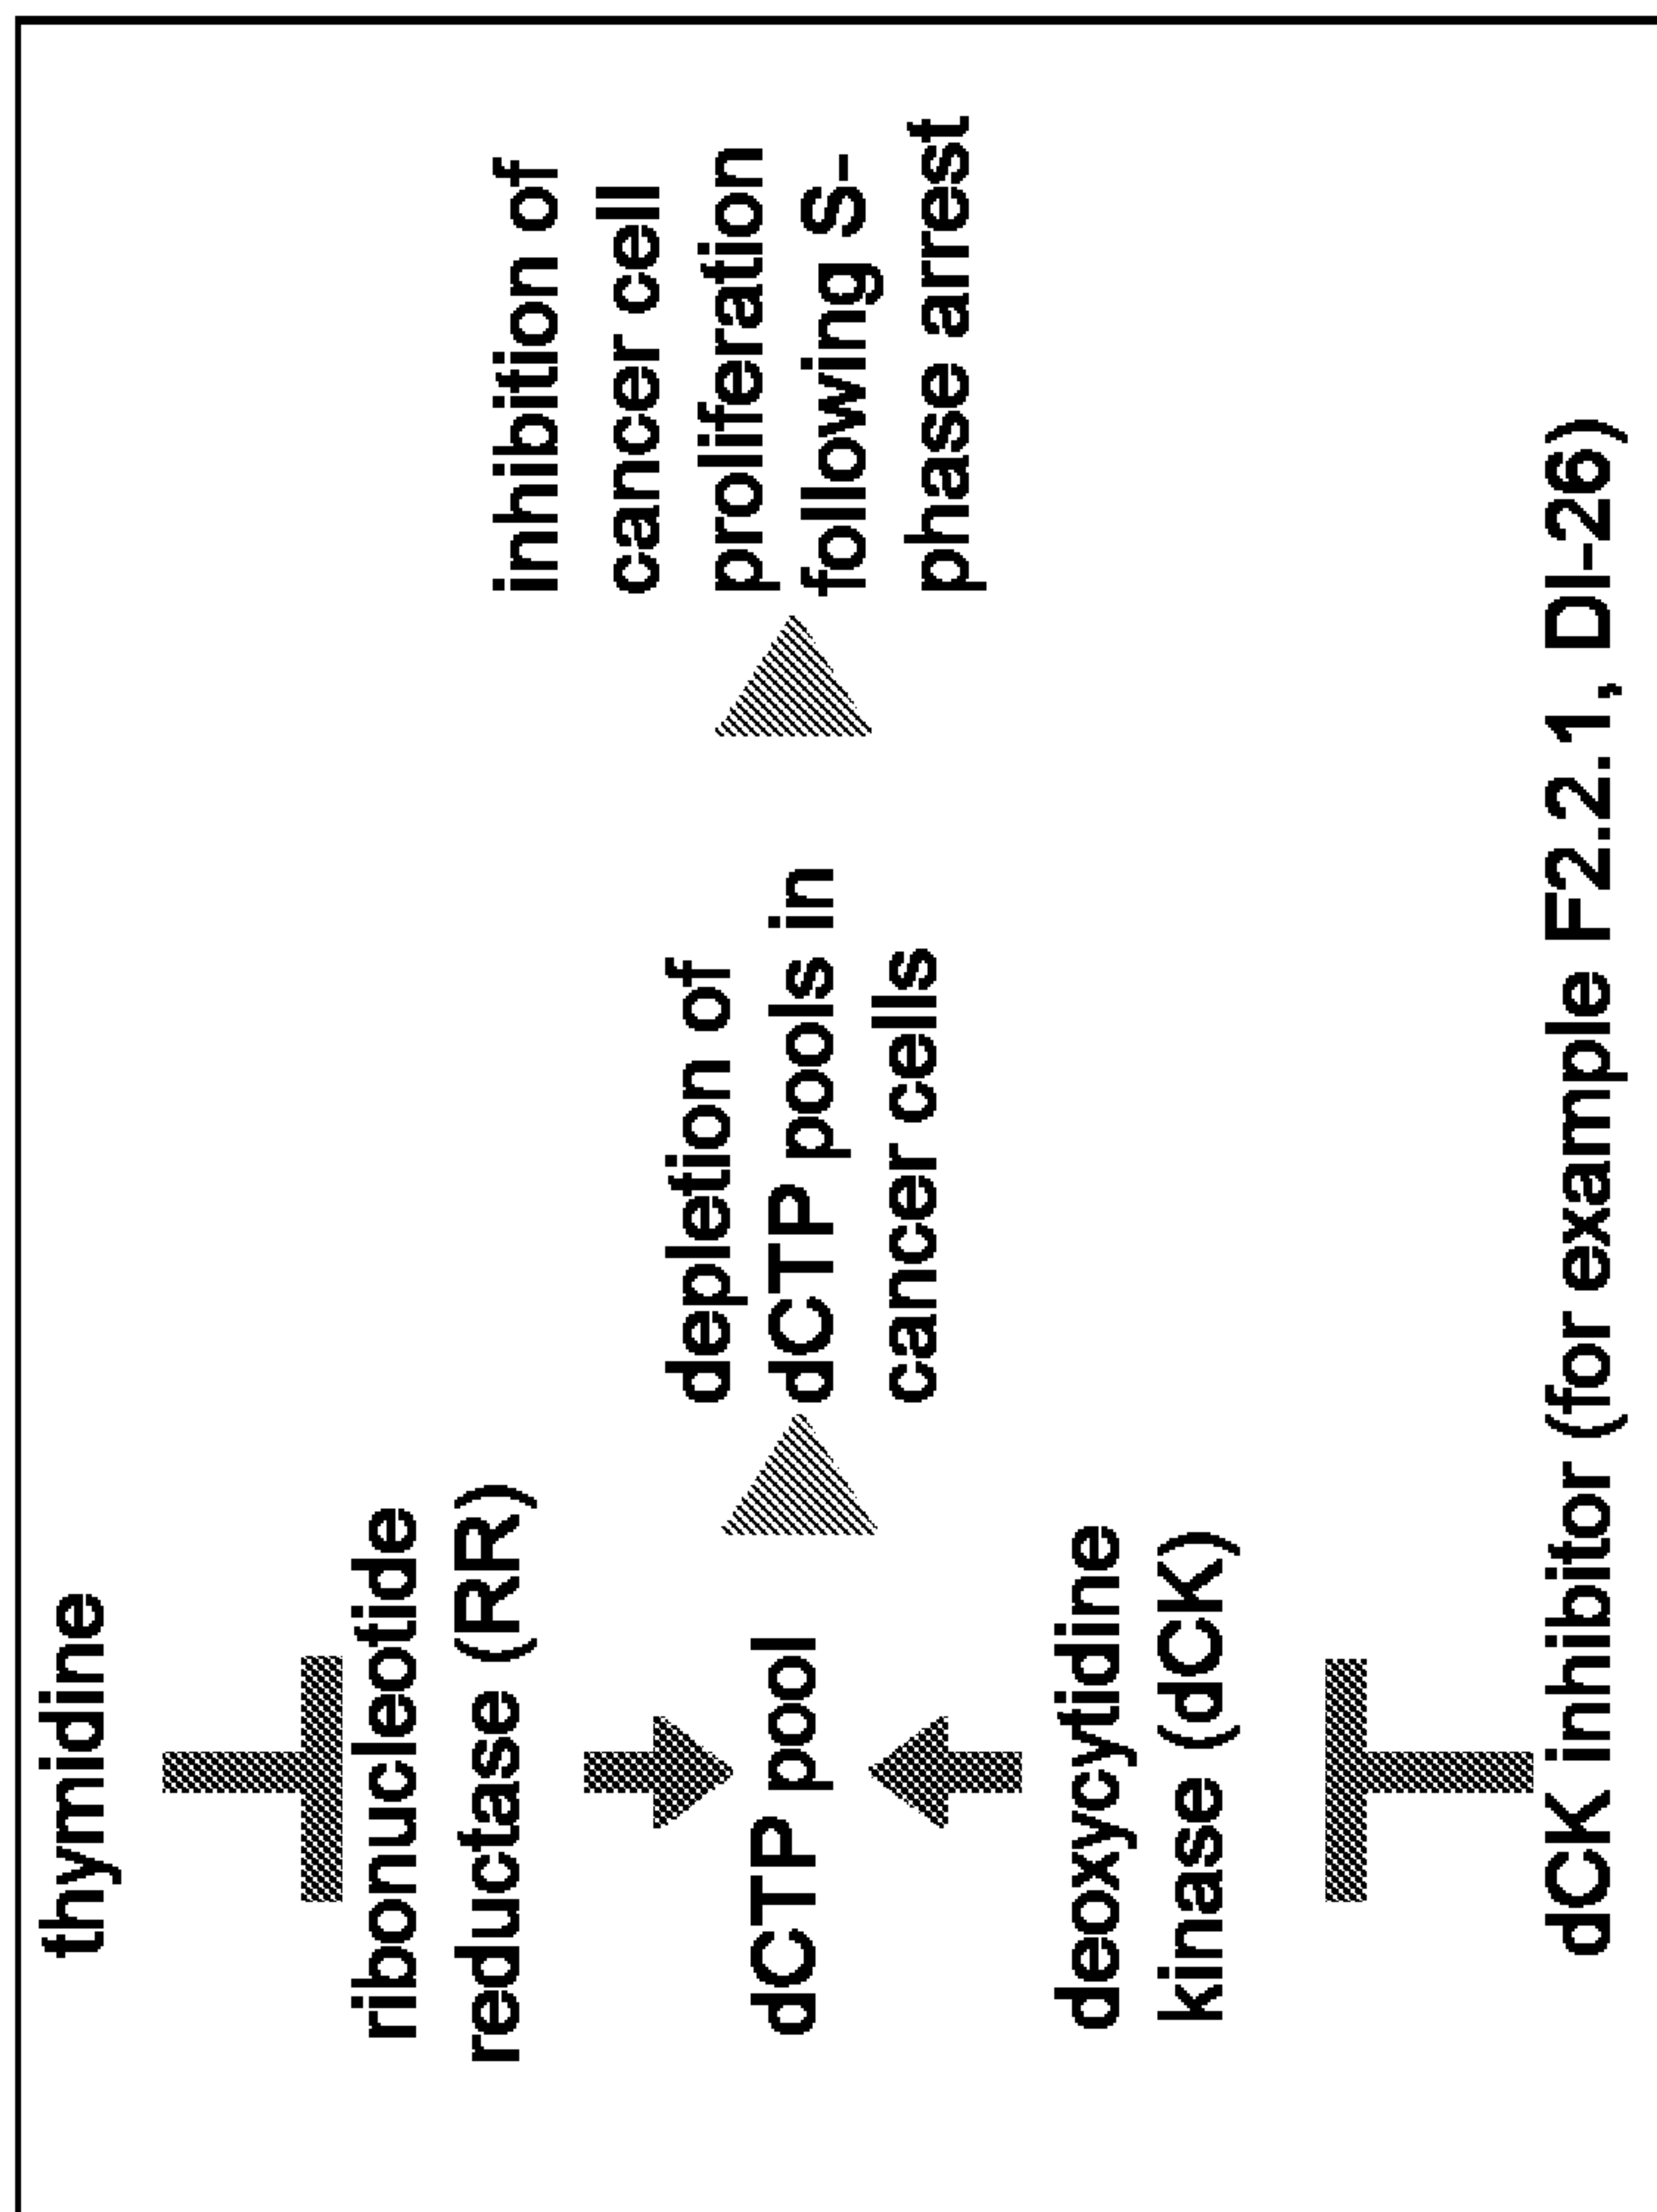 thymidine
ribonucleotide
reductase (RR)
dCTP pool
deoxycytidine
kinase (dCK)
dCK inhibitor (for example F2.2.1, DI-26)
depletion of
dCTP pools in
cancer cells
inhibition of
cancer cell
proliferation
following S-
phase arrest